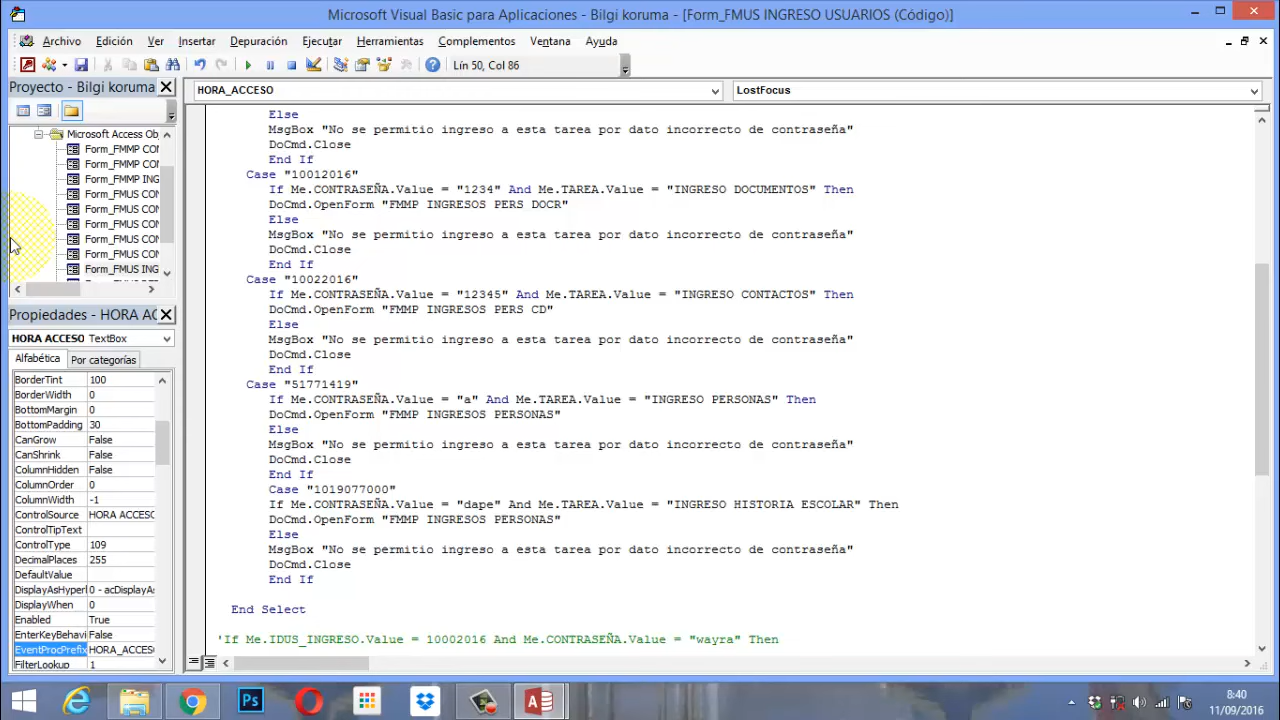 Microsoft Visual Basic para Aplicaciones - Bilgi koruma - [Form_FMUS INGRESO USUARIOS (Código)]
Archivo Edición Ver Insertar Depuración Ejecutar Herramientas Complementos Ventana Ayuda
Lín 50, Col 86
Proyecto - Bilgi koruma
HORA_ACCESO
LostFocus
Microsoft Access Ob
Form_FMMP CO
Form_FMMP CO
Form_FMMP ING
Form_FMUS CO
Form_FMUS CO
Form_FMUS CO
Form_FMUS CO
Form_FMUS CO
Form_FMUS ING
Propiedades - HORA AC
HORA ACCESO TextBox
Alfabética Por categorías
BorderTint 100
BorderWidth 0
BottomMargin 0
BottomPadding 30
CanGrow False
CanShrink False
ColumnHidden False
ColumnOrder 0
ColumnWidth -1
ControlSource HORA ACCESO
ControlTipText
ControlType 109
DecimalPlaces 255
DefaultValue
DisplayAsHyperl 0 - acDisplayAs
DisplayWhen 0
Enabled True
EnterKeyBehavi False
EventProcPrefix HORA_ACCESO
FilterLookup 1
Else
MsgBox "No se permitio ingreso a esta tarea por dato incorrecto de contraseña"
DoCmd.Close
End If
Case "10012016"
If Me.CONTRASEÑA.Value = "1234" And Me.TAREA.Value = "INGRESO DOCUMENTOS" Then
DoCmd.OpenForm "FMMP INGRESOS PERS DOCR"
Else
MsgBox "No se permitio ingreso a esta tarea por dato incorrecto de contraseña"
DoCmd.Close
End If
Case "10022016"
If Me.CONTRASEÑA.Value = "12345" And Me.TAREA.Value = "INGRESO CONTACTOS" Then
DoCmd.OpenForm "FMMP INGRESOS PERS CD"
Else
MsgBox "No se permitio ingreso a esta tarea por dato incorrecto de contraseña"
DoCmd.Close
End If
Case "51771419"
If Me.CONTRASEÑA.Value = "a" And Me.TAREA.Value = "INGRESO PERSONAS" Then
DoCmd.OpenForm "FMMP INGRESOS PERSONAS"
Else
MsgBox "No se permitio ingreso a esta tarea por dato incorrecto de contraseña"
DoCmd.Close
End If
Case "1019077000"
If Me.CONTRASEÑA.Value = "dape" And Me.TAREA.Value = "INGRESO HISTORIA ESCOLAR" Then
DoCmd.OpenForm "FMMP INGRESOS PERSONAS"
Else
MsgBox "No se permitio ingreso a esta tarea por dato incorrecto de contraseña"
DoCmd.Close
End If
End Select
'If Me.IDUS_INGRESO.Value = 10002016 And Me.CONTRASEÑA.Value = "wayra" Then
8:40
11/09/2016